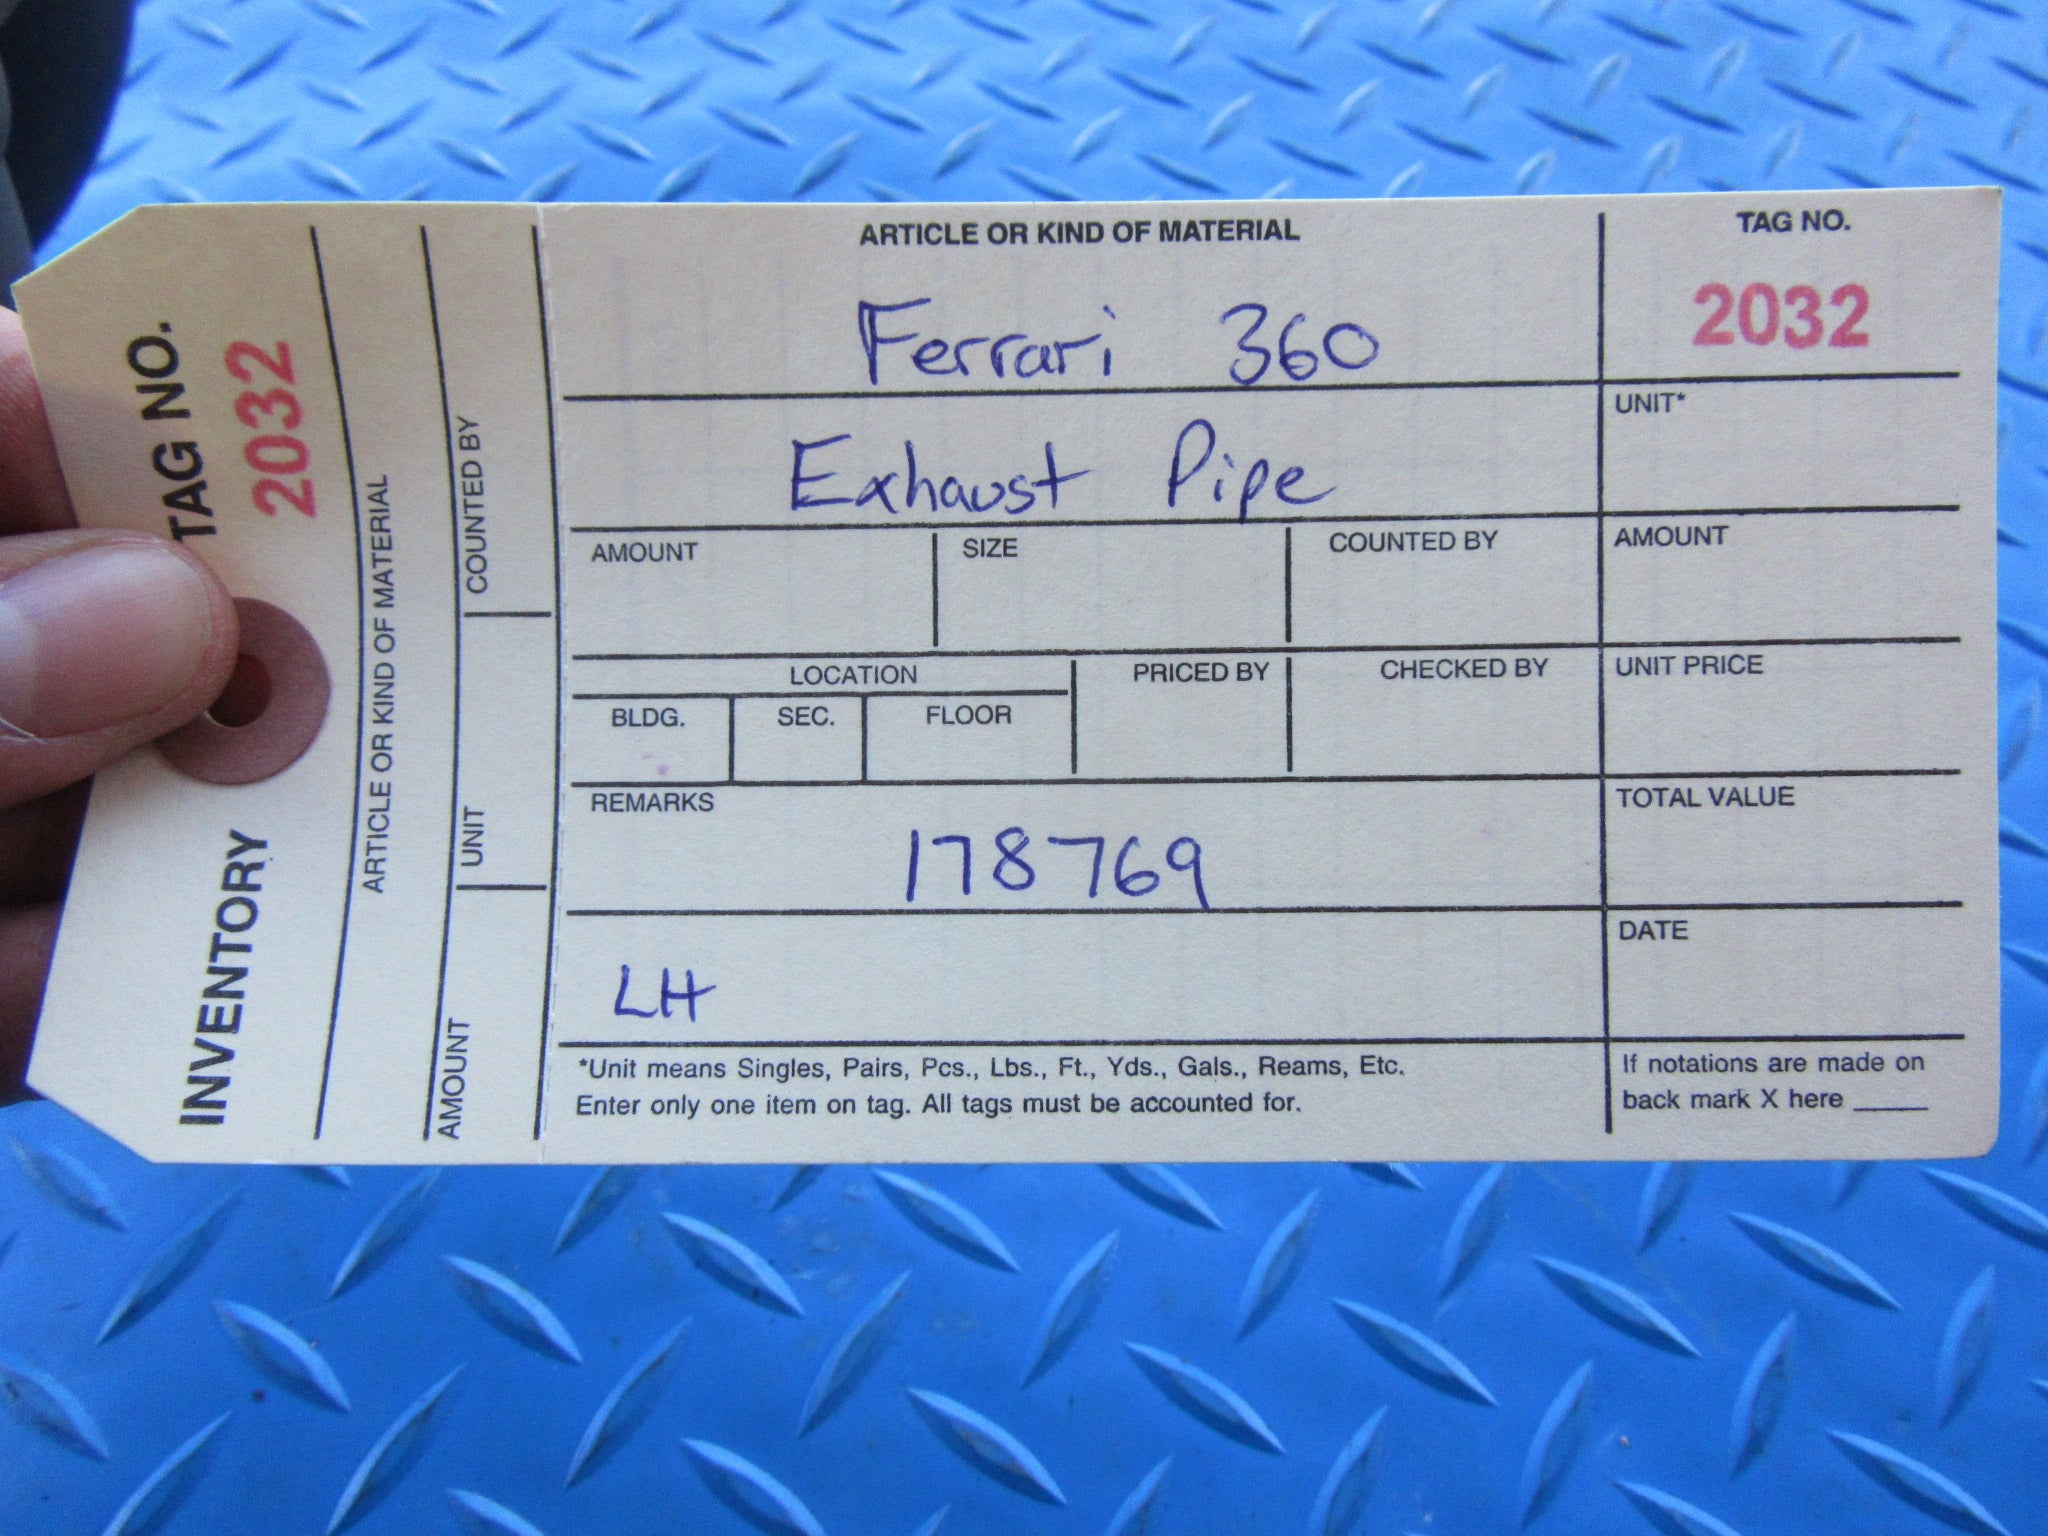 TAG NO.
2032
INVENTORY
ARTICLE OR KIND OF MATERIAL
COUNTED BY
UNIT
AMOUNT
ARTICLE OR KIND OF MATERIAL
Ferrari 360
Exhaust Pipe
TAG NO.
2032
UNIT*
AMOUNT
SIZE
COUNTED BY
AMOUNT
LOCATION
BLDG.
SEC.
FLOOR
PRICED BY
CHECKED BY
UNIT PRICE
REMARKS
178769
TOTAL VALUE
LH
DATE
*Unit means Singles, Pairs, Pcs., Lbs., Ft., Yds., Gals., Reams, Etc.
Enter only one item on tag. All tags must be accounted for.
If notations are made on
back mark X here _____